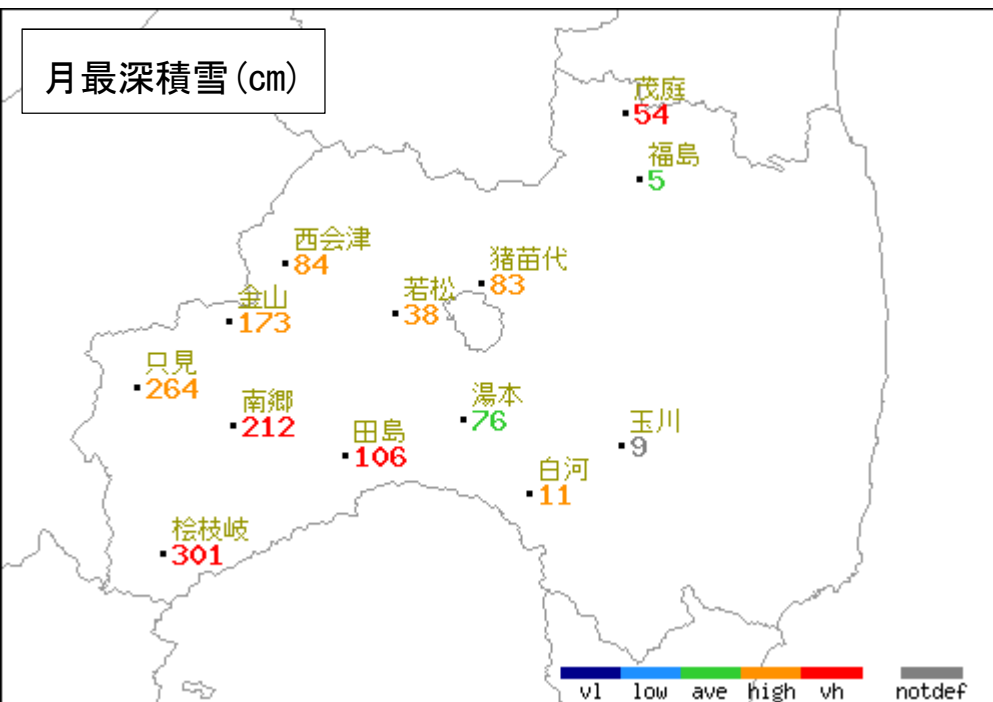 月最深積雪(cm)
茂庭
54
福島
5
西会津
84
猪苗代
83
若松
38
金山
173
只見
264
南郷
212
湯本
76
田島
106
玉川
9
白河
11
桧枝岐
301
vl low ave high vh notdef